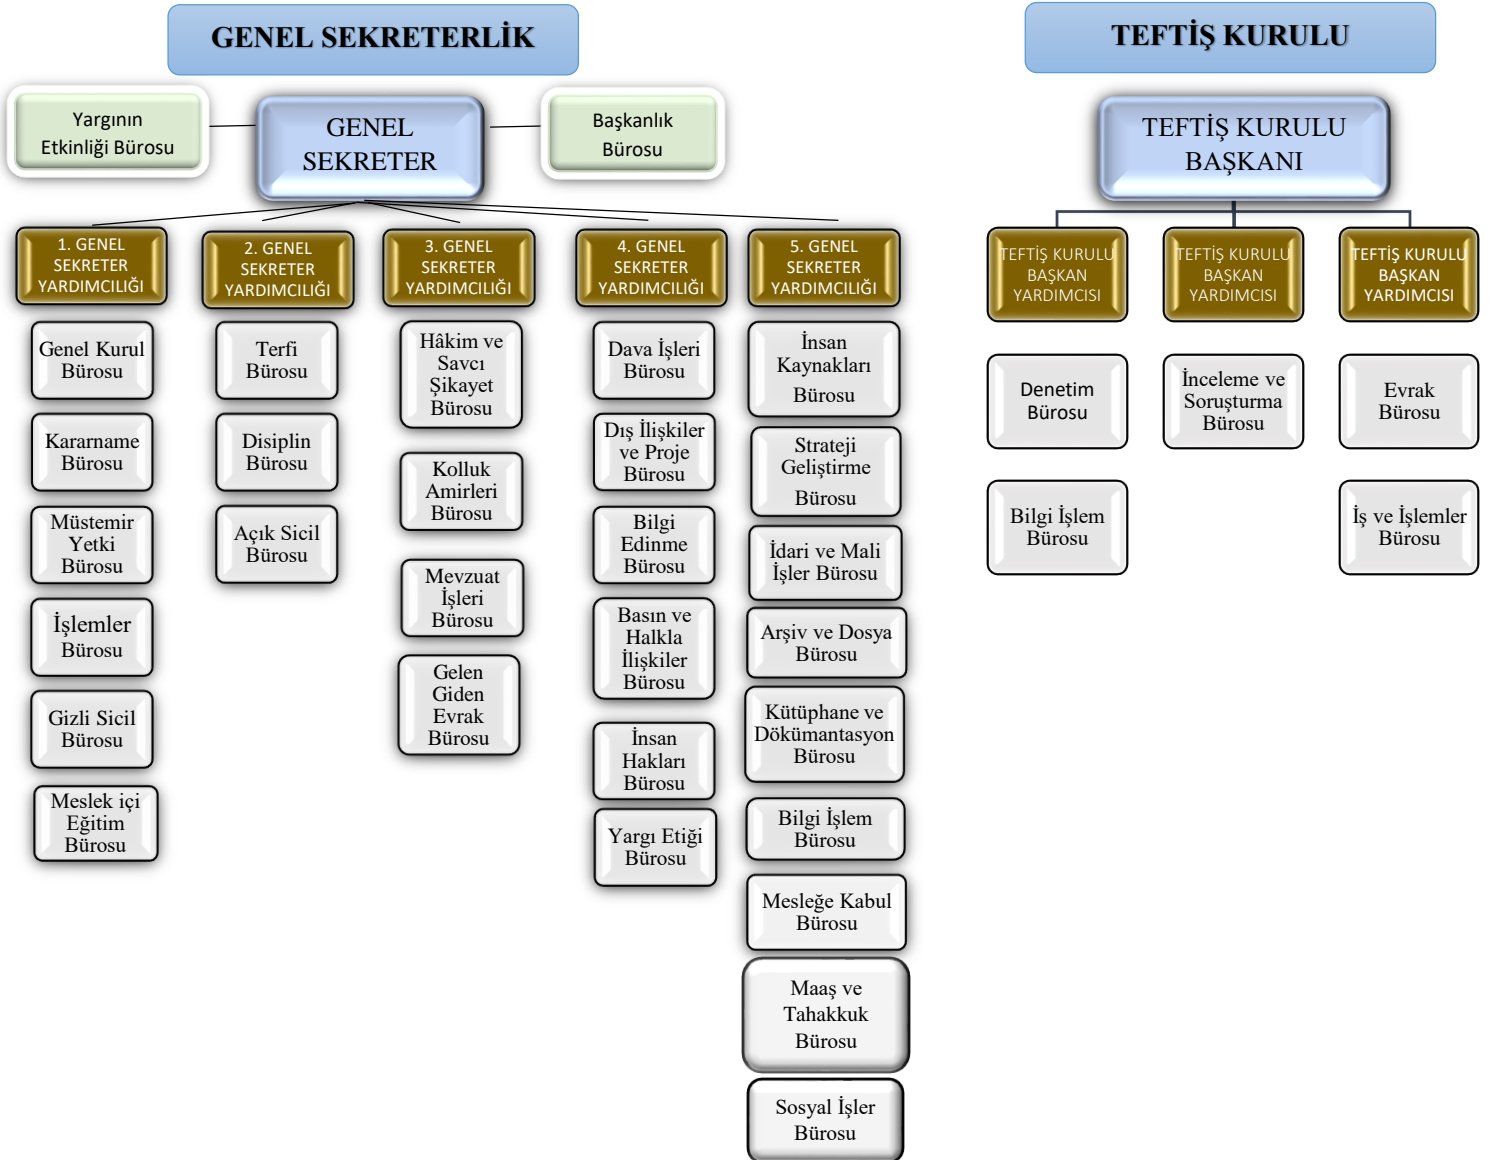 GENEL SEKRETERLİK
Yargının
Etkinliği Bürosu
GENEL
SEKRETER
Başkanlık
Bürosu
1. GENEL
SEKRETER
YARDIMCILIĞI
Genel Kurul
Bürosu
Kararname
Bürosu
Müstemir
Yetki
Bürosu
İşlemler
Bürosu
Gizli Sicil
Bürosu
Meslek içi
Eğitim
Bürosu
2. GENEL
SEKRETER
YARDIMCILIĞI
Terfi
Bürosu
Disiplin
Bürosu
Açık Sicil
Bürosu
3. GENEL
SEKRETER
YARDIMCILIĞI
Hâkim ve
Savcı
Şikayet
Bürosu
Kolluk
Amirleri
Bürosu
Mevzuat
İşleri
Bürosu
Gelen
Giden
Evrak
Bürosu
4. GENEL
SEKRETER
YARDIMCILIĞI
Dava İşleri
Bürosu
Dış İlişkiler
ve Proje
Bürosu
Bilgi
Edinme
Bürosu
Basın ve
Halkla
İlişkiler
Bürosu
İnsan
Hakları
Bürosu
Yargı Etiği
Bürosu
5. GENEL
SEKRETER
YARDIMCILIĞI
İnsan
Kaynakları
Bürosu
Strateji
Geliştirme
Bürosu
İdari ve Mali
İşler Bürosu
Arşiv ve Dosya
Bürosu
Kütüphane ve
Dökümantasyon
Bürosu
Bilgi İşlem
Bürosu
Mesleğe Kabul
Bürosu
Maaş ve
Tahakkuk
Bürosu
Sosyal İşler
Bürosu
TEFTİŞ KURULU
TEFTİŞ KURULU
BAŞKANI
TEFTİŞ KURULU
BAŞKAN
YARDIMCISI
Denetim
Bürosu
Bilgi İşlem
Bürosu
TEFTİŞ KURULU
BAŞKAN
YARDIMCISI
İnceleme ve
Soruşturma
Bürosu
TEFTİŞ KURULU
BAŞKAN
YARDIMCISI
Evrak
Bürosu
İş ve İşlemler
Bürosu